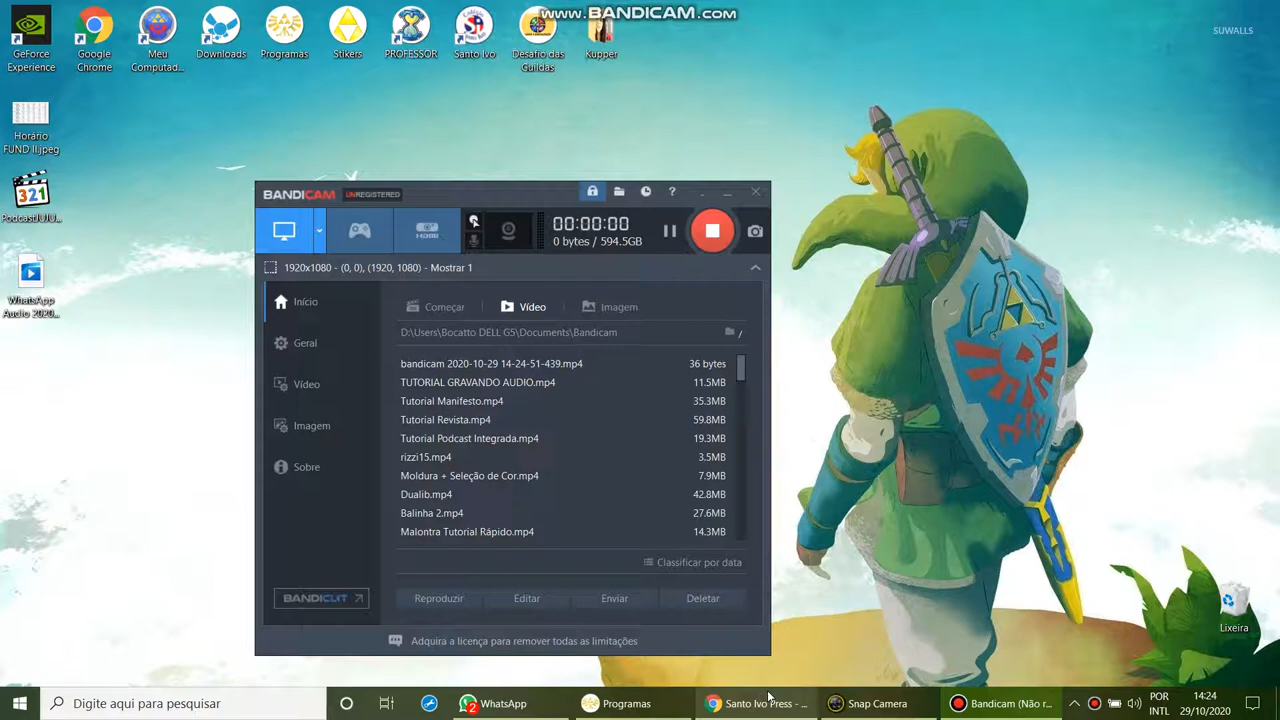 www.BANDICAM.com
SUWALLS
GeForce
Experience
Google
Chrome
Meu
Computad...
Downloads
Programas
Stikers
PROFESSOR
Santo Ivo
Desafio das
Guildas
Kupper
Horário
FUND II.jpeg
321
PodcastJUJU...
WhatsApp
Audio 2020...
Lixeira
BANDICAM UNREGISTERED
HDMI
00:00:00
0 bytes / 594.5GB
1920x1080 - (0, 0), (1920, 1080) - Mostrar 1
Início
Geral
Vídeo
Imagem
Sobre
BANDICUT
Começar
Vídeo
Imagem
D:\Users\Bocatto DELL G5\Documents\Bandicam
/
bandicam 2020-10-29 14-24-51-439.mp4 36 bytes
TUTORIAL GRAVANDO AUDIO.mp4 11.5MB
Tutorial Manifesto.mp4 35.3MB
Tutorial Revista.mp4 59.8MB
Tutorial Podcast Integrada.mp4 19.3MB
rizzi15.mp4 3.5MB
Moldura + Seleção de Cor.mp4 7.9MB
Dualib.mp4 42.8MB
Balinha 2.mp4 27.6MB
Malontra Tutorial Rápido.mp4 14.3MB
Classificar por data
Reproduzir Editar Enviar Deletar
Adquira a licença para remover todas as limitações
Digite aqui para pesquisar
2
WhatsApp
Programas
Santo Ivo Press - ...
Snap Camera
Bandicam (Não r...
POR
INTL
14:24
29/10/2020